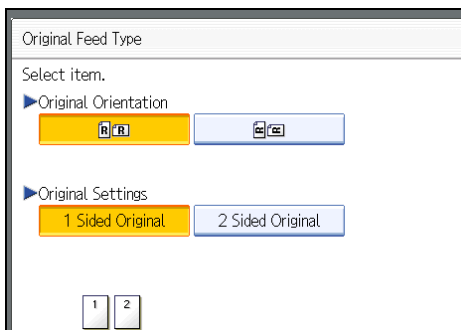 Original Feed Type
Select item.
Original Orientation
R R R R
Original Settings
1 Sided Original 2 Sided Original
1 2